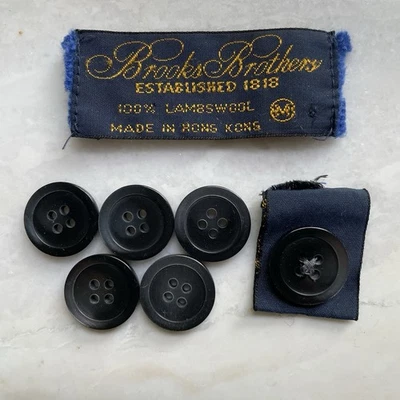 Brooks Brothers
ESTABLISHED 1818
100% LAMBSWOOL
MADE IN HONG KONG